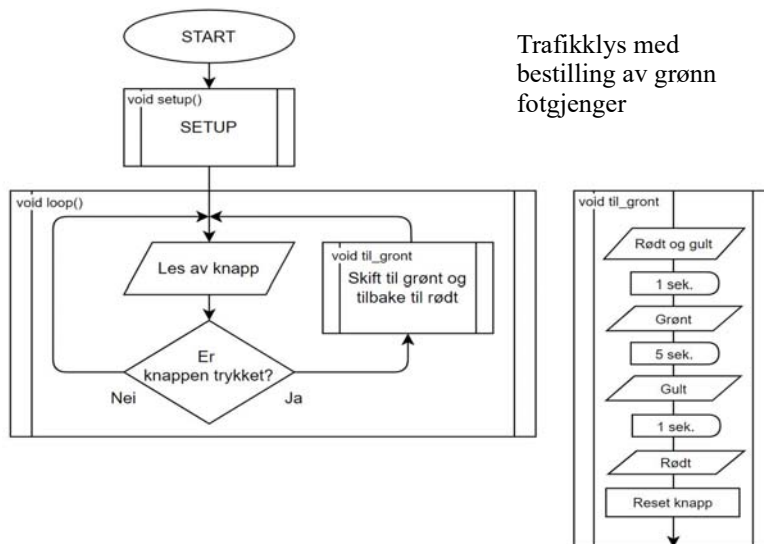 START
Trafikklys med
bestilling av grønn
fotgjenger
void setup()
SETUP
void loop()
Les av knapp
void til_gront
Skift til grønt og
tilbake til rødt
Er
knappen trykket?
Nei
Ja
void til_gront
Rødt og gult
1 sek.
Grønt
5 sek.
Gult
1 sek.
Rødt
Reset knapp